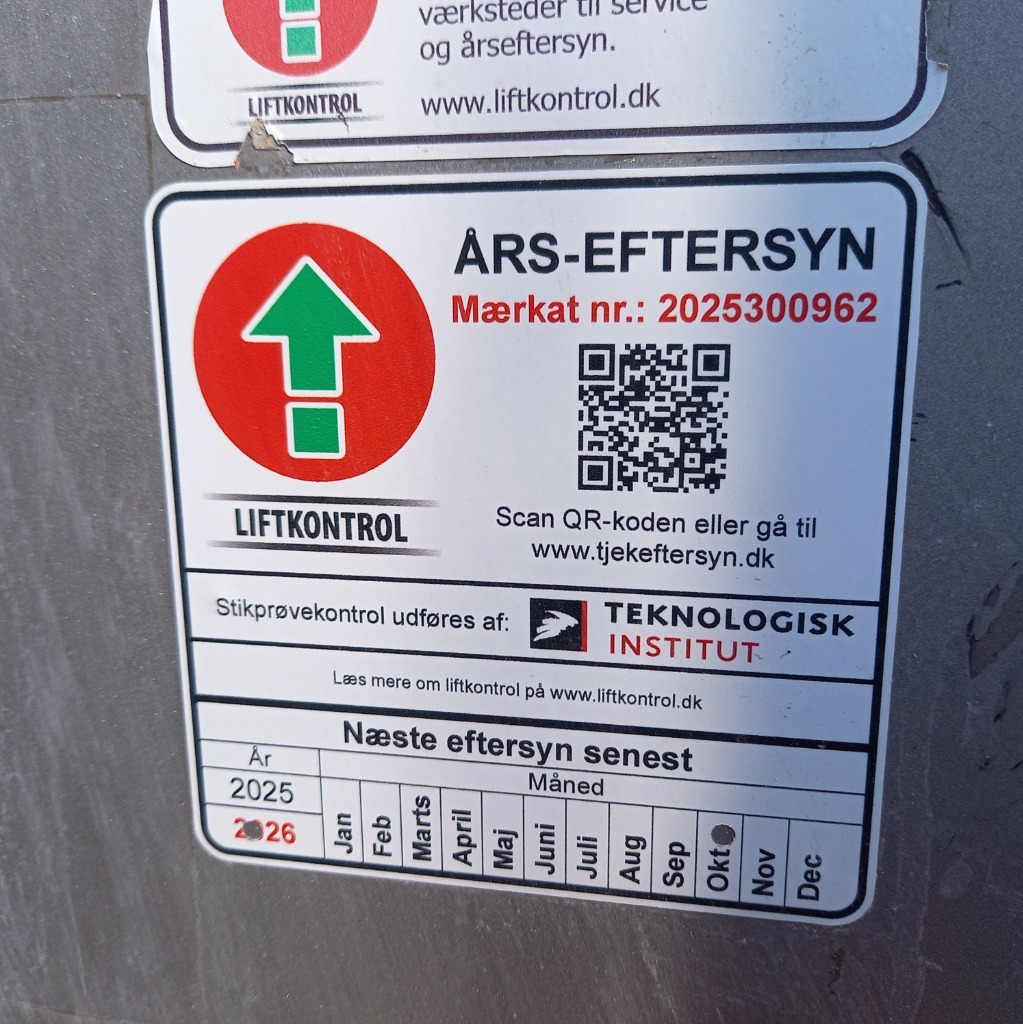 værksteder til service
og årseftersyn.
LIFTKONTROL
www.liftkontrol.dk
ÅRS-EFTERSYN
Mærkat nr.: 2025300962
Scan QR-koden eller gå til
www.tjekeftersyn.dk
LIFTKONTROL
Stikprøvekontrol udføres af:
TEKNOLOGISK
INSTITUT
Læs mere om liftkontrol på www.liftkontrol.dk
Næste eftersyn senest
År
Måned
2025
2026
Jan
Feb
Marts
April
Maj
Juni
Juli
Aug
Sep
Okt
Nov
Dec